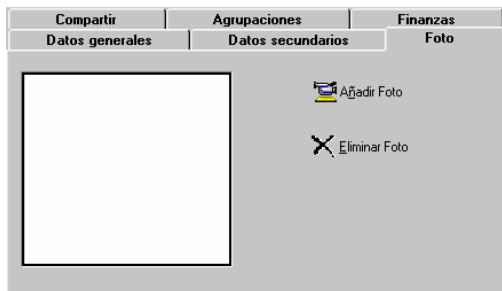 Compartir Agrupaciones Finanzas
Datos generales Datos secundarios Foto
Añadir Foto
Eliminar Foto